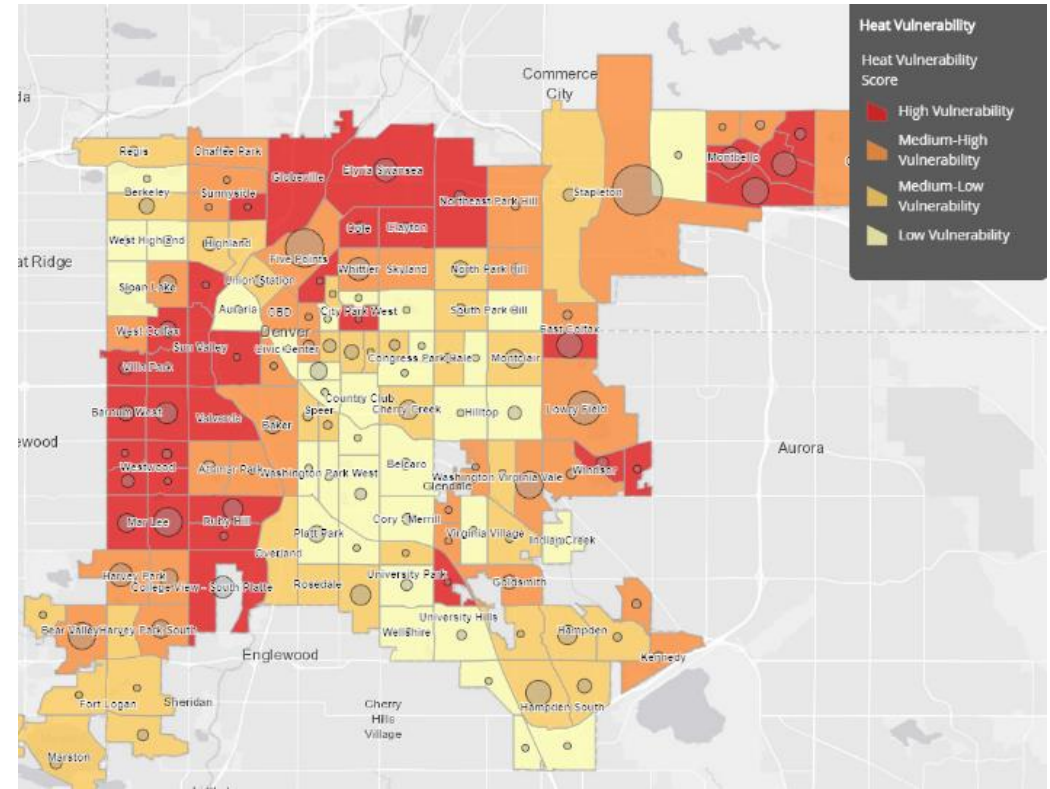 Heat Vulnerability
Heat Vulnerability
Score
High Vulnerability
Medium-High
Vulnerability
Medium-Low
Vulnerability
Low Vulnerability
Commerce
City
Regis
Chaffee Park
Globeville
Elyria Swansea
Montbello
Berkeley
Sunnyside
Stapleton
Northeast Park Hill
Cole
Clayton
West Highland
Highland
at Ridge
Five Points
Whittier
Skyland
North Park Hill
Sloan Lake
Union Station
Auraria
CBD
City Park West
South Park Hill
West Colfax
Denver
East Colfax
Sun Valley
Civic Center
Congress Park
Hale
Montclair
Villa Park
Country Club
Barnum West
Valverde
Speer
Cherry Creek
Hilltop
Lowry Field
Baker
ewood
Aurora
Westwood
Athmar Park
Washington Park West
Belcaro
Washington Virginia Vale
Windsor
Glendale
Mar Lee
Ruby Hill
Cory - Merrill
Platt Park
Virginia Village
Indian Creek
Overland
Harvey Park
College View - South Platte
Rosedale
University Park
Goldsmith
University Hills
Bear Valley
Harvey Park South
Wellshire
Hampden
Englewood
Kennedy
Fort Logan
Sheridan
Cherry
Hills
Village
Hampden South
Marston